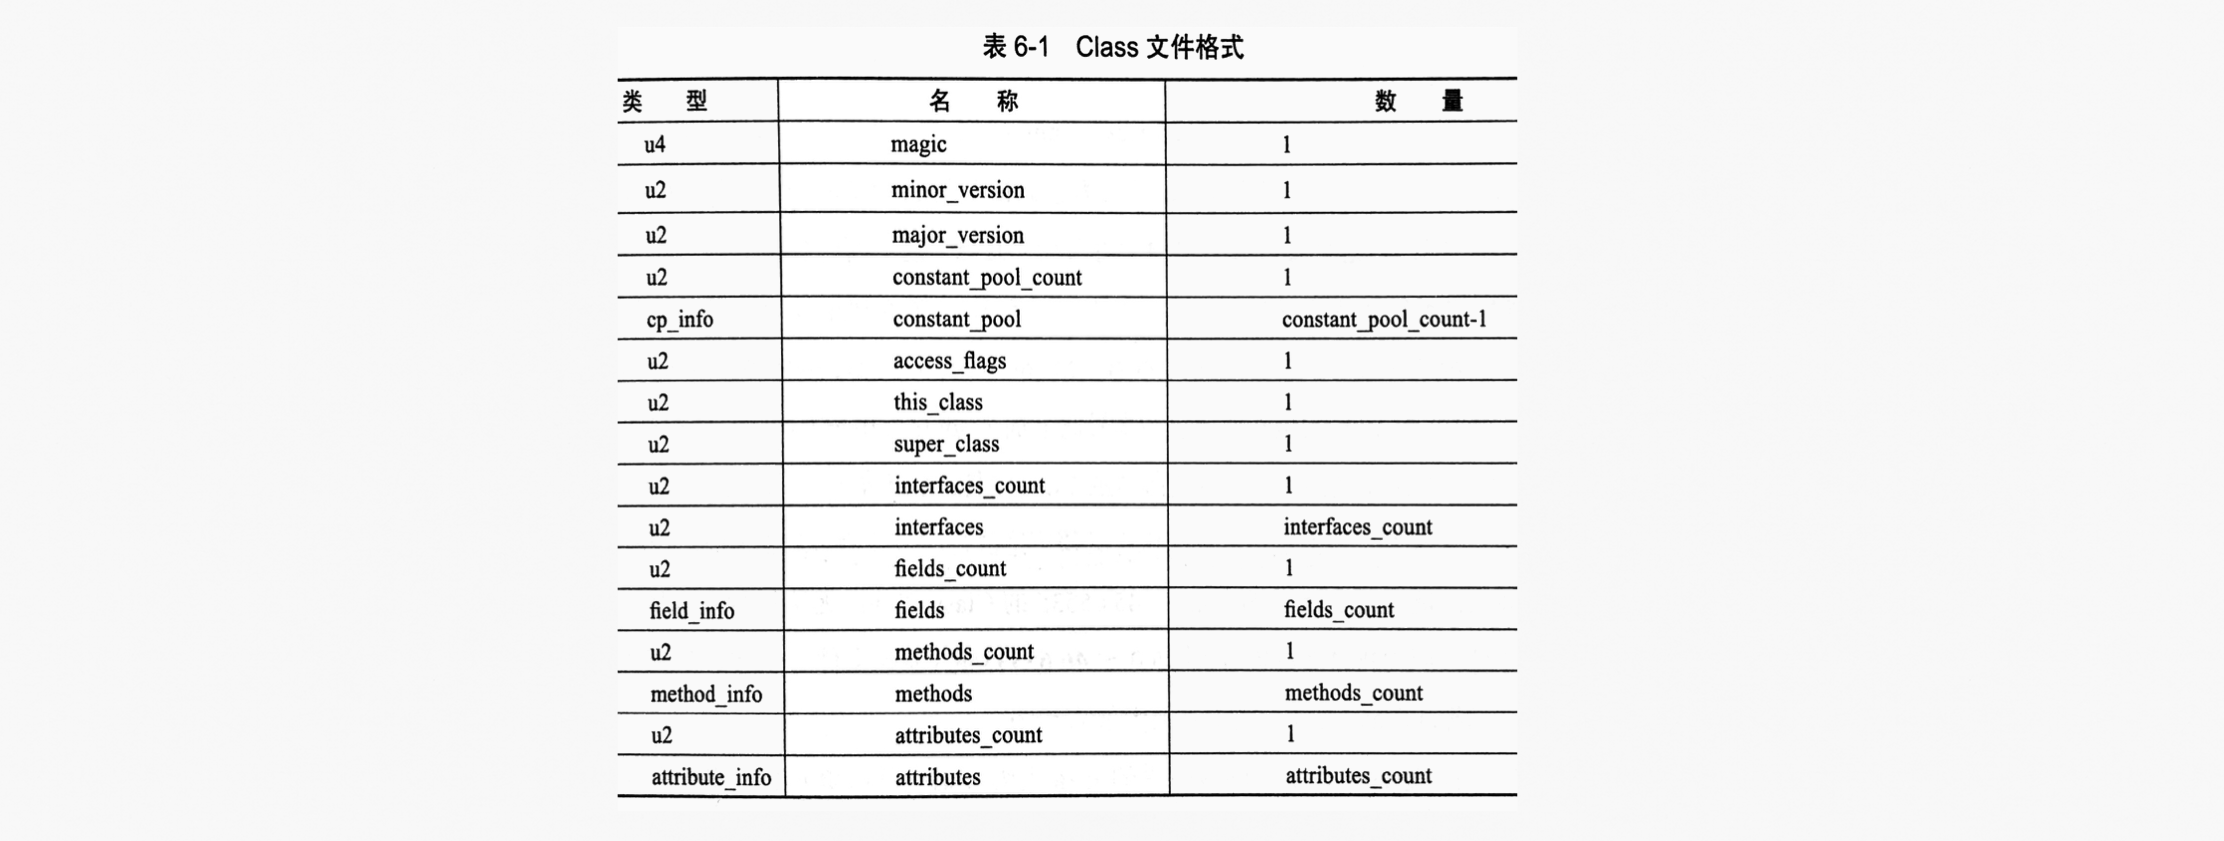 表 6-1 Class 文件格式
类 型 名 称 数 量
u4 magic 1
u2 minor_version 1
u2 major_version 1
u2 constant_pool_count 1
cp_info constant_pool constant_pool_count-1
u2 access_flags 1
u2 this_class 1
u2 super_class 1
u2 interfaces_count 1
u2 interfaces interfaces_count
u2 fields_count 1
field_info fields fields_count
u2 methods_count 1
method_info methods methods_count
u2 attributes_count 1
attribute_info attributes attributes_count